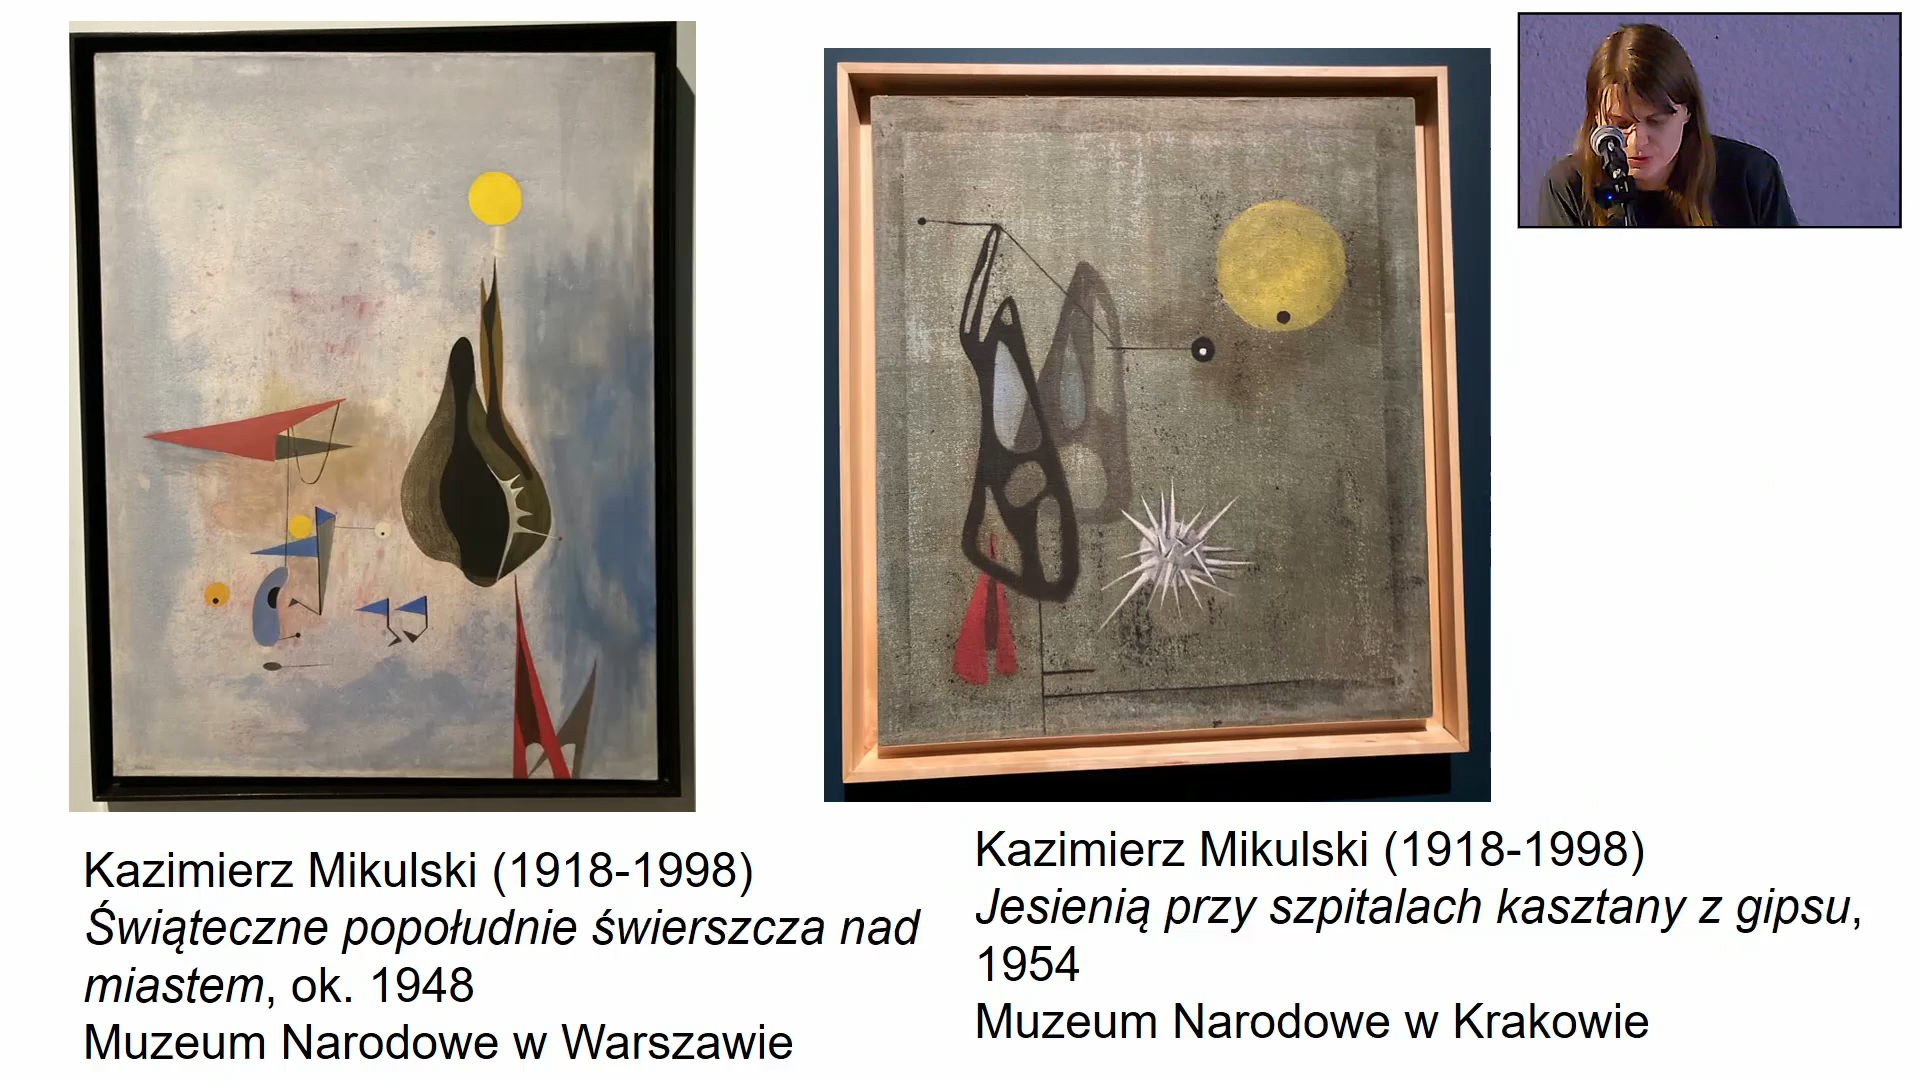 Kazimierz Mikulski (1918-1998)
Świąteczne popołudnie świerszcza nad
miastem, ok. 1948
Muzeum Narodowe w Warszawie
Kazimierz Mikulski (1918-1998)
Jesienią przy szpitalach kasztany z gipsu,
1954
Muzeum Narodowe w Krakowie